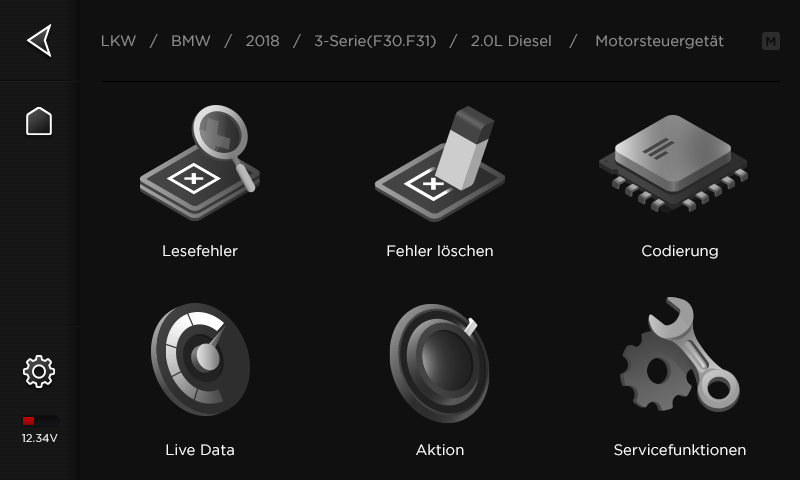 LKW / BMW / 2018 / 3-Serie(F30.F31) / 2.0L Diesel / Motorsteuergetät M
Lesefehler Fehler löschen Codierung
Live Data Aktion Servicefunktionen
12.34V